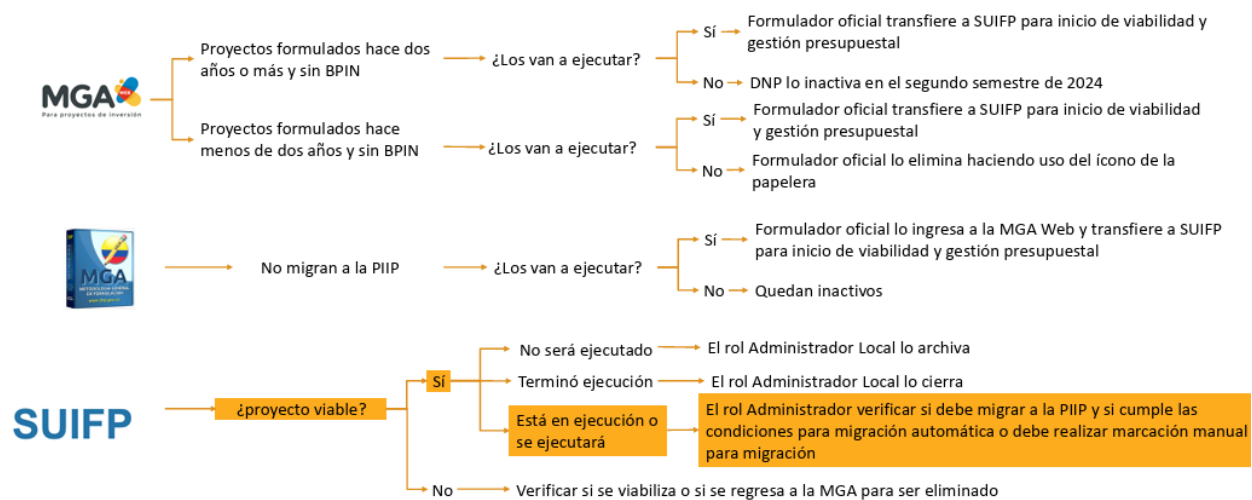 Proyectos formulados hace dos
años o más y sin BPIN
¿Los van a ejecutar?
Sí
Formulador oficial transfiere a SUIFP para inicio de viabilidad y
gestión presupuestal
No
DNP lo inactiva en el segundo semestre de 2024
MGA WEB
Para proyectos de inversión
Proyectos formulados hace
menos de dos años y sin BPIN
¿Los van a ejecutar?
Sí
Formulador oficial transfiere a SUIFP para inicio de viabilidad
y gestión presupuestal
No
Formulador oficial lo elimina haciendo uso del ícono de la
papelera
MGA
METODOLOGÍA GENERAL
DE FORMULACIÓN
No migran a la PIIP
¿Los van a ejecutar?
Sí
Formulador oficial lo ingresa a la MGA Web y transfiere a SUIFP
para inicio de viabilidad y gestión presupuestal
No
Quedan inactivos
SUIFP
¿proyecto viable?
Sí
No será ejecutado
El rol Administrador Local lo archiva
Terminó ejecución
El rol Administrador Local lo cierra
Está en ejecución o
se ejecutará
El rol Administrador verificar si debe migrar a la PIIP y si cumple las
condiciones para migración automática o debe realizar marcación manual
para migración
No
Verificar si se viabiliza o si se regresa a la MGA para ser eliminado